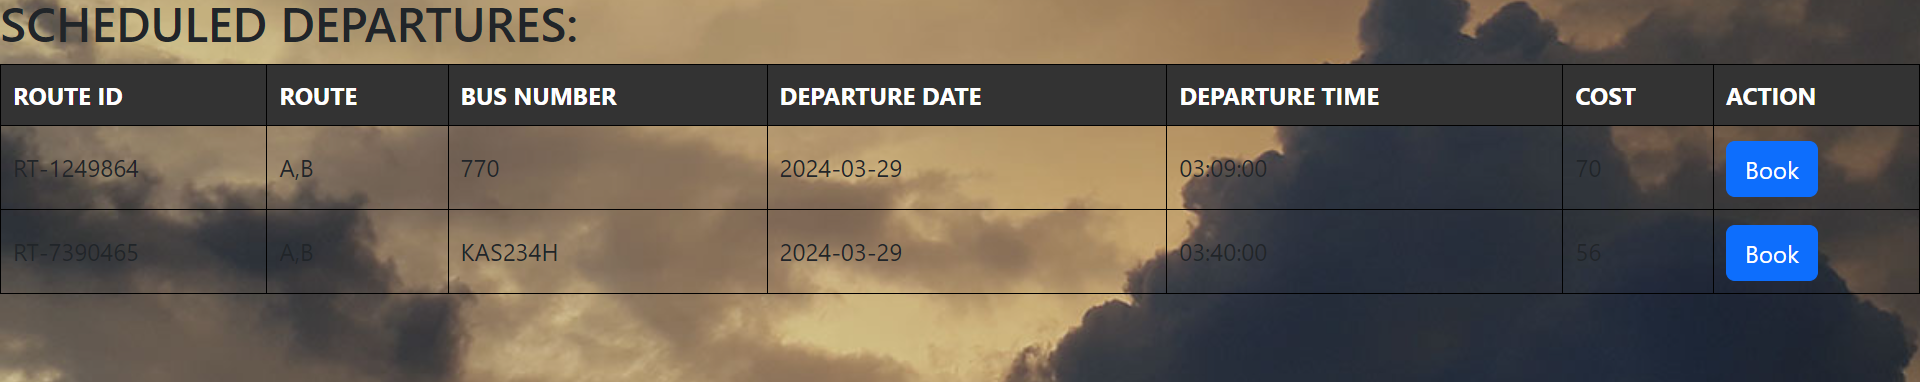 SCHEDULED DEPARTURES:
ROUTE ID ROUTE BUS NUMBER DEPARTURE DATE DEPARTURE TIME COST ACTION
RT-1249864 A,B 770 2024-03-29 03:09:00 70 Book
RT-7390465 A,B KAS234H 2024-03-29 03:40:00 56 Book